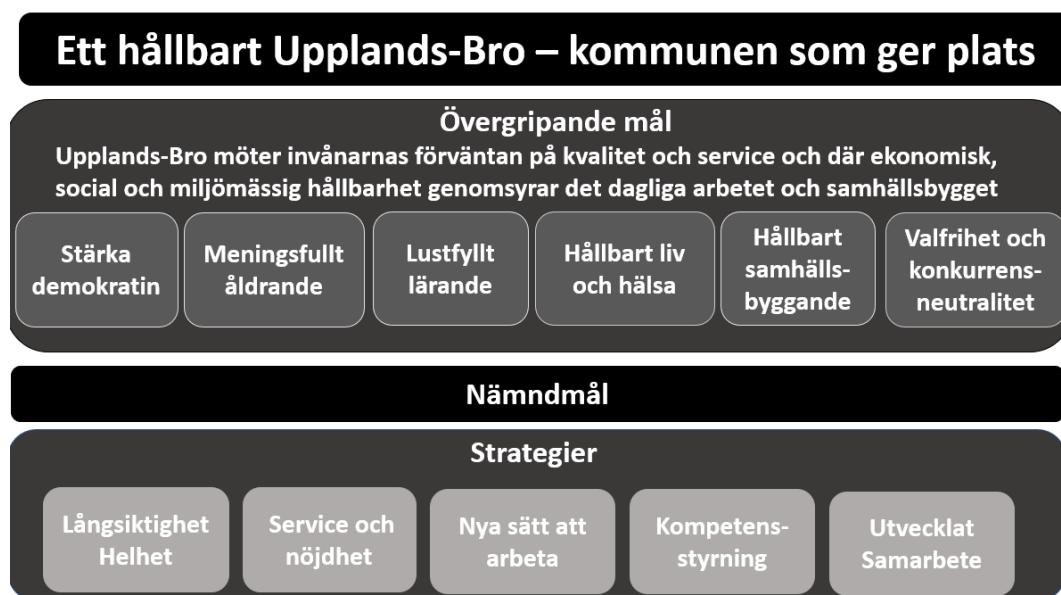 Ett hållbart Upplands-Bro – kommunen som ger plats
Övergripande mål
Upplands-Bro möter invånarnas förväntan på kvalitet och service och där ekonomisk,
social och miljömässig hållbarhet genomsyrar det dagliga arbetet och samhällsbygget
Stärka
demokratin
Meningsfullt
åldrande
Lustfyllt
lärande
Hållbart liv
och hälsa
Hållbart
samhälls-
byggande
Valfrihet och
konkurrens-
neutralitet
Nämndmål
Strategier
Långsiktighet
Helhet
Service och
nöjdhet
Nya sätt att
arbeta
Kompetens-
styrning
Utvecklat
Samarbete